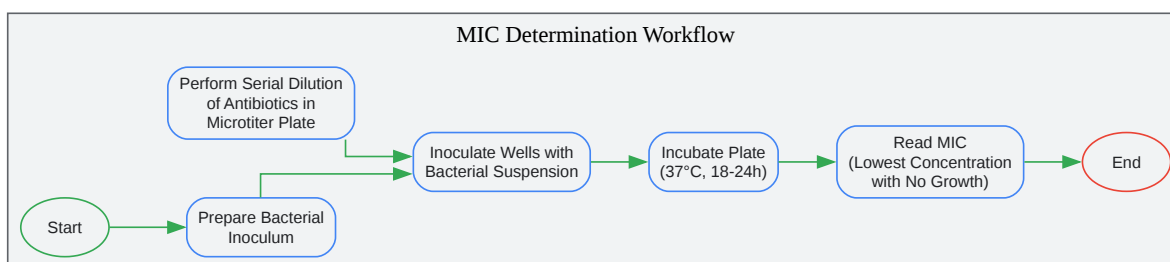 MIC Determination Workflow
Perform Serial Dilution
of Antibiotics in
Microtiter Plate
Inoculate Wells with
Bacterial Suspension
Incubate Plate
(37°C, 18-24h)
Read MIC
(Lowest Concentration
with No Growth)
End
Start
Prepare Bacterial
Inoculum